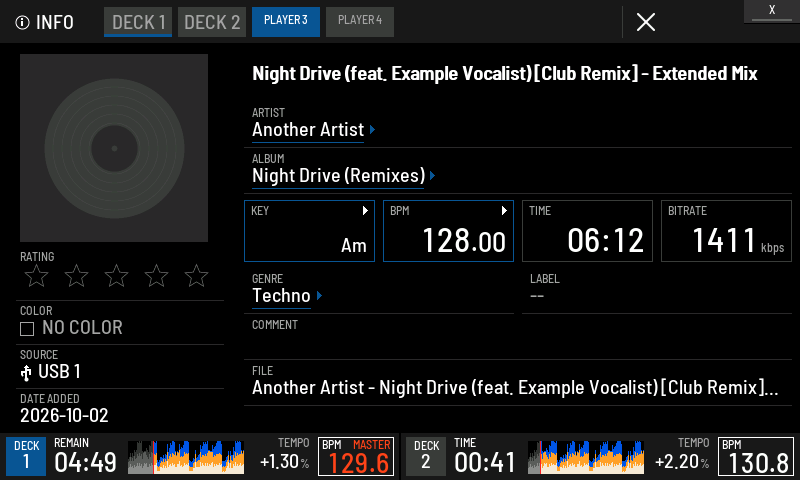 INFO DECK 1 DECK 2 PLAYER 3 PLAYER 4 X
Night Drive (feat. Example Vocalist) [Club Remix] - Extended Mix
ARTIST
Another Artist
ALBUM
Night Drive (Remixes)
KEY
Am
BPM
128.00
TIME
06:12
BITRATE
1411 kbps
RATING
COLOR
NO COLOR
SOURCE
USB 1
DATE ADDED
2026-10-02
GENRE
Techno
LABEL
--
COMMENT
FILE
Another Artist - Night Drive (feat. Example Vocalist) [Club Remix]...
DECK 1
REMAIN
04:49
TEMPO
+1.30%
BPM MASTER
129.6
DECK 2
TIME
00:41
TEMPO
+2.20%
BPM
130.8